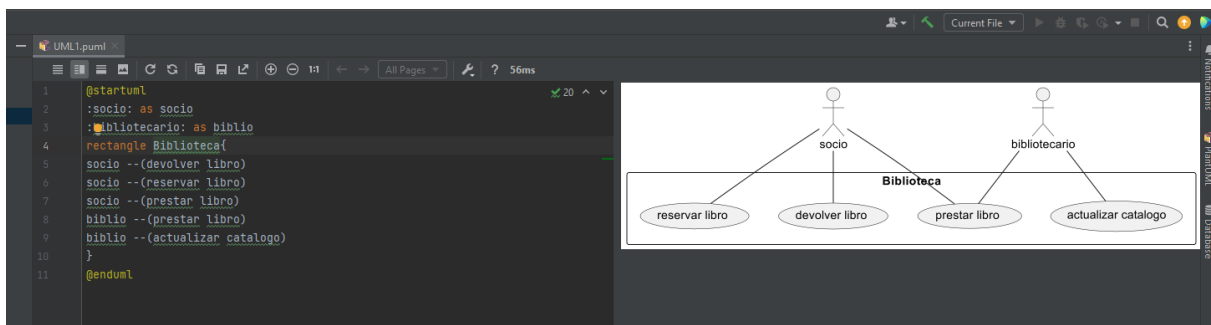 Current File
UML1.puml
All Pages
? 56ms
1 @startuml
20
2 :socio: as socio
3 :bibliotecario: as biblio
4 rectangle Biblioteca{
5 socio --(devolver libro)
6 socio --(reservar libro)
7 socio --(prestar libro)
8 biblio --(prestar libro)
9 biblio --(actualizar catalogo)
10 }
11 @enduml
socio
bibliotecario
Biblioteca
reservar libro
devolver libro
prestar libro
actualizar catalogo
Notifications
PlantUML
Database
1:1